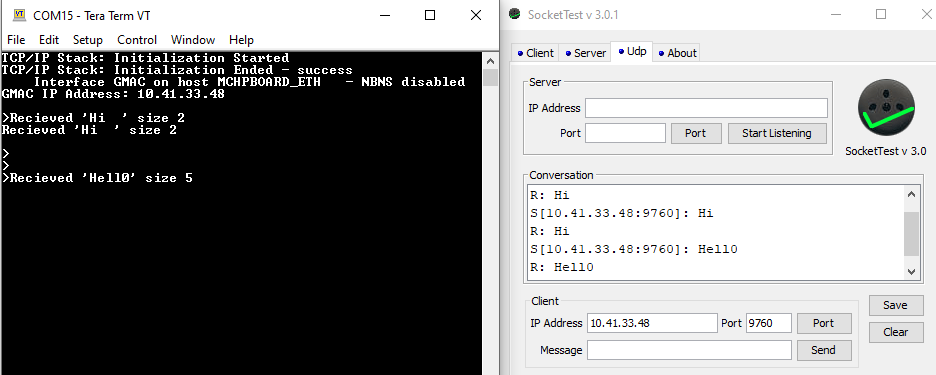 COM15 - Tera Term VT
File Edit Setup Control Window Help
TCP/IP Stack: Initialization Started
TCP/IP Stack: Initialization Ended - success
    Interface GMAC on host MCHPBOARD_ETH   - NBNS disabled
GMAC IP Address: 10.41.33.48
>Recieved 'Hi  ' size 2
Recieved 'Hi  ' size 2
>
>
>Recieved 'Hell0' size 5
SocketTest v 3.0.1
Client Server Udp About
Server
IP Address
Port Port Start Listening
SocketTest v 3.0
Conversation
R: Hi
S[10.41.33.48:9760]: Hi
R: Hi
S[10.41.33.48:9760]: Hell0
R: Hell0
Client
IP Address 10.41.33.48 Port 9760 Port
Message Send
Save
Clear